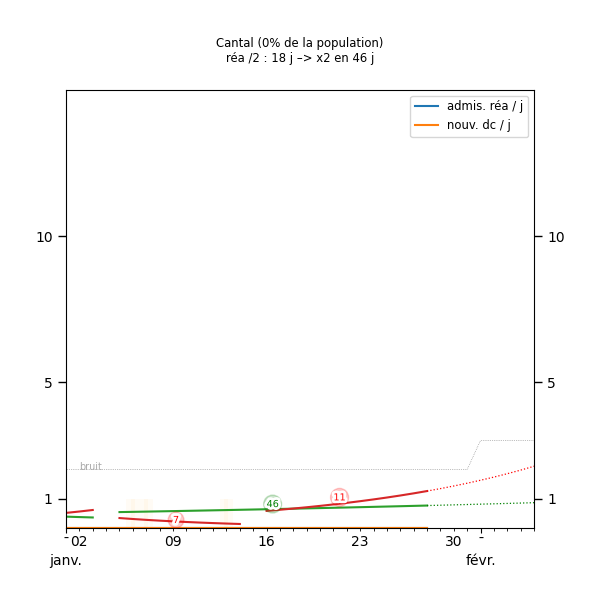 Cantal (0% de la population)
réa /2 : 18 j –> x2 en 46 j
admis. réa / j
nouv. dc / j
10 10
5 5
bruit
1 1
46
11
7
02 09 16 23 30
janv. févr.